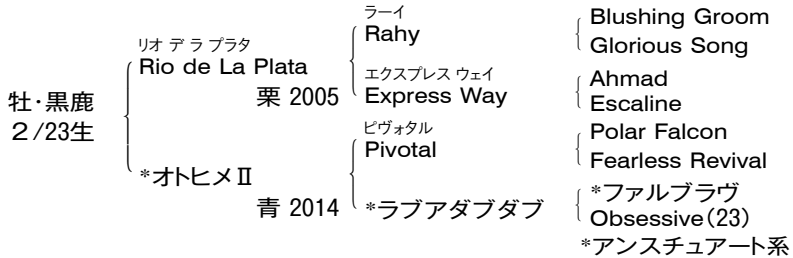 牡・黒鹿
２/23生
リオ デ ラ プラタ
Rio de La Plata
栗 2005
*オトヒメⅡ
青 2014
ラーイ
Rahy
エクスプレス ウェイ
Express Way
ピヴォタル
Pivotal
*ラブアダブダブ
Blushing Groom
Glorious Song
Ahmad
Escaline
Polar Falcon
Fearless Revival
*ファルブラヴ
Obsessive(23)
*アンスチュアート系